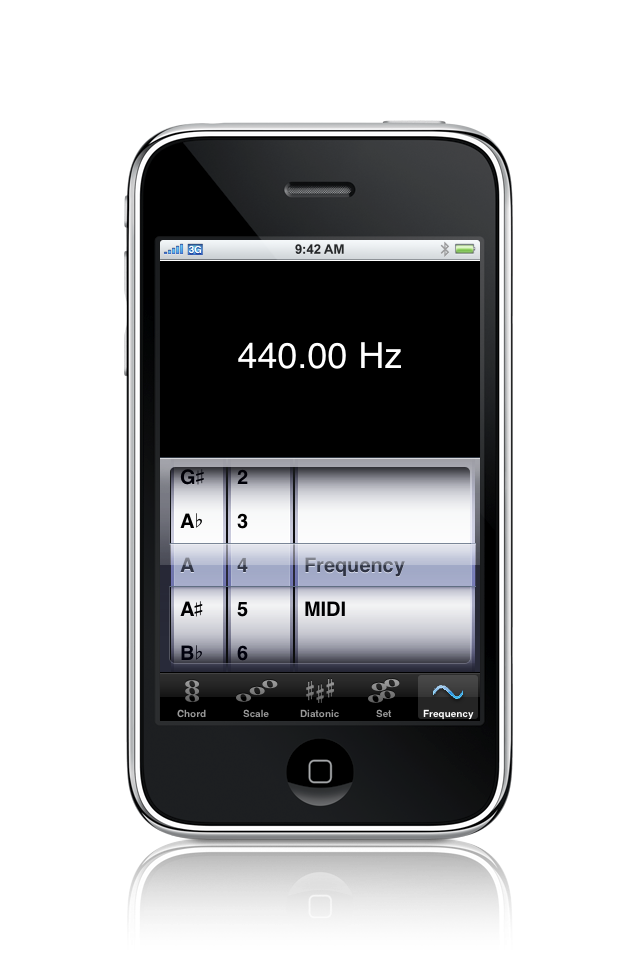 3G 9:42 AM
440.00 Hz
G♯ 2
A♭ 3
A 4 Frequency
A♯ 5 MIDI
B♭ 6
Chord Scale Diatonic Set Frequency